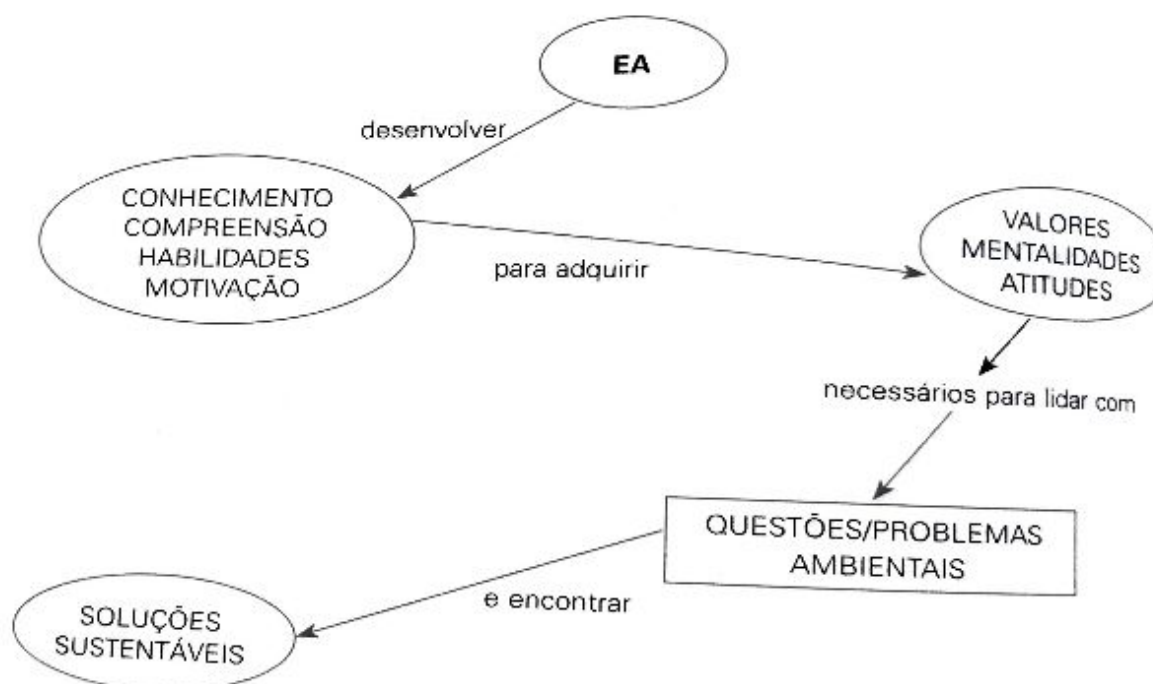 EA
desenvolver
CONHECIMENTO
COMPREENSÃO
HABILIDADES
MOTIVAÇÃO
para adquirir
VALORES
MENTALIDADES
ATITUDES
necessários para lidar com
QUESTÕES/PROBLEMAS
AMBIENTAIS
e encontrar
SOLUÇÕES
SUSTENTÁVEIS